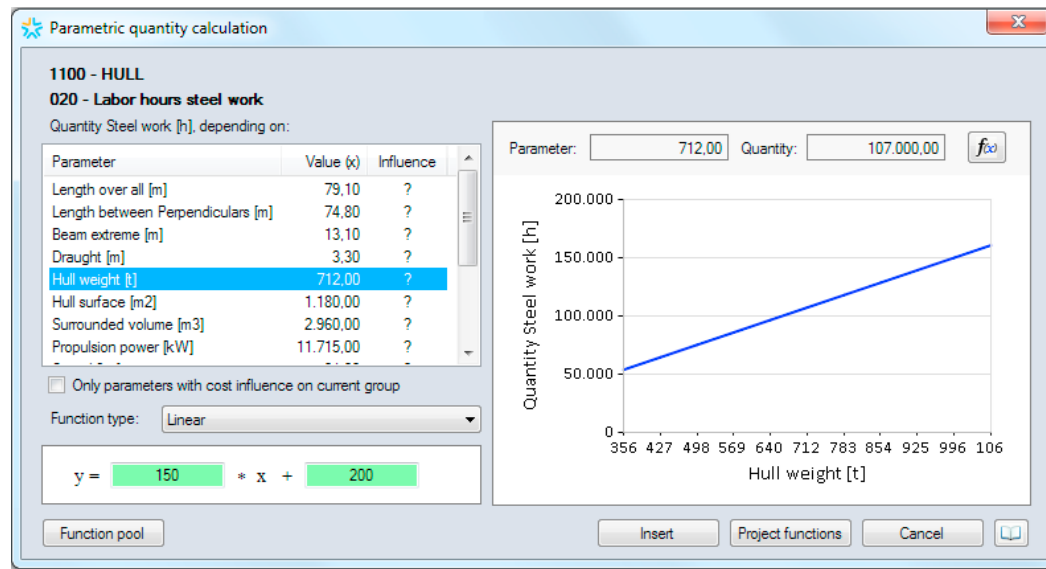 Parametric quantity calculation
1100 - HULL
020 - Labor hours steel work
Quantity Steel work [h], depending on:
Parameter Value (x) Influence
Length over all [m] 79,10 ?
Length between Perpendiculars [m] 74,80 ?
Beam extreme [m] 13,10 ?
Draught [m] 3,30 ?
Hull weight [t] 712,00 ?
Hull surface [m2] 1.180,00 ?
Surrounded volume [m3] 2.960,00 ?
Propulsion power [kW] 11.715,00 ?
Only parameters with cost influence on current group
Function type: Linear
y = 150 * x + 200
Function pool
Parameter: 712,00 Quantity: 107.000,00 f(x)
Quantity Steel work [h]
200.000
150.000
100.000
50.000
0
356 427 498 569 640 712 783 854 925 996 106
Hull weight [t]
Insert Project functions Cancel